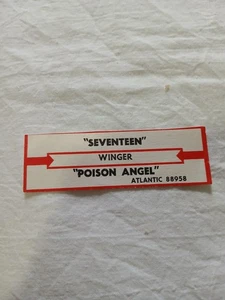 "SEVENTEEN"
WINGER
"POISON ANGEL"
ATLANTIC 88958